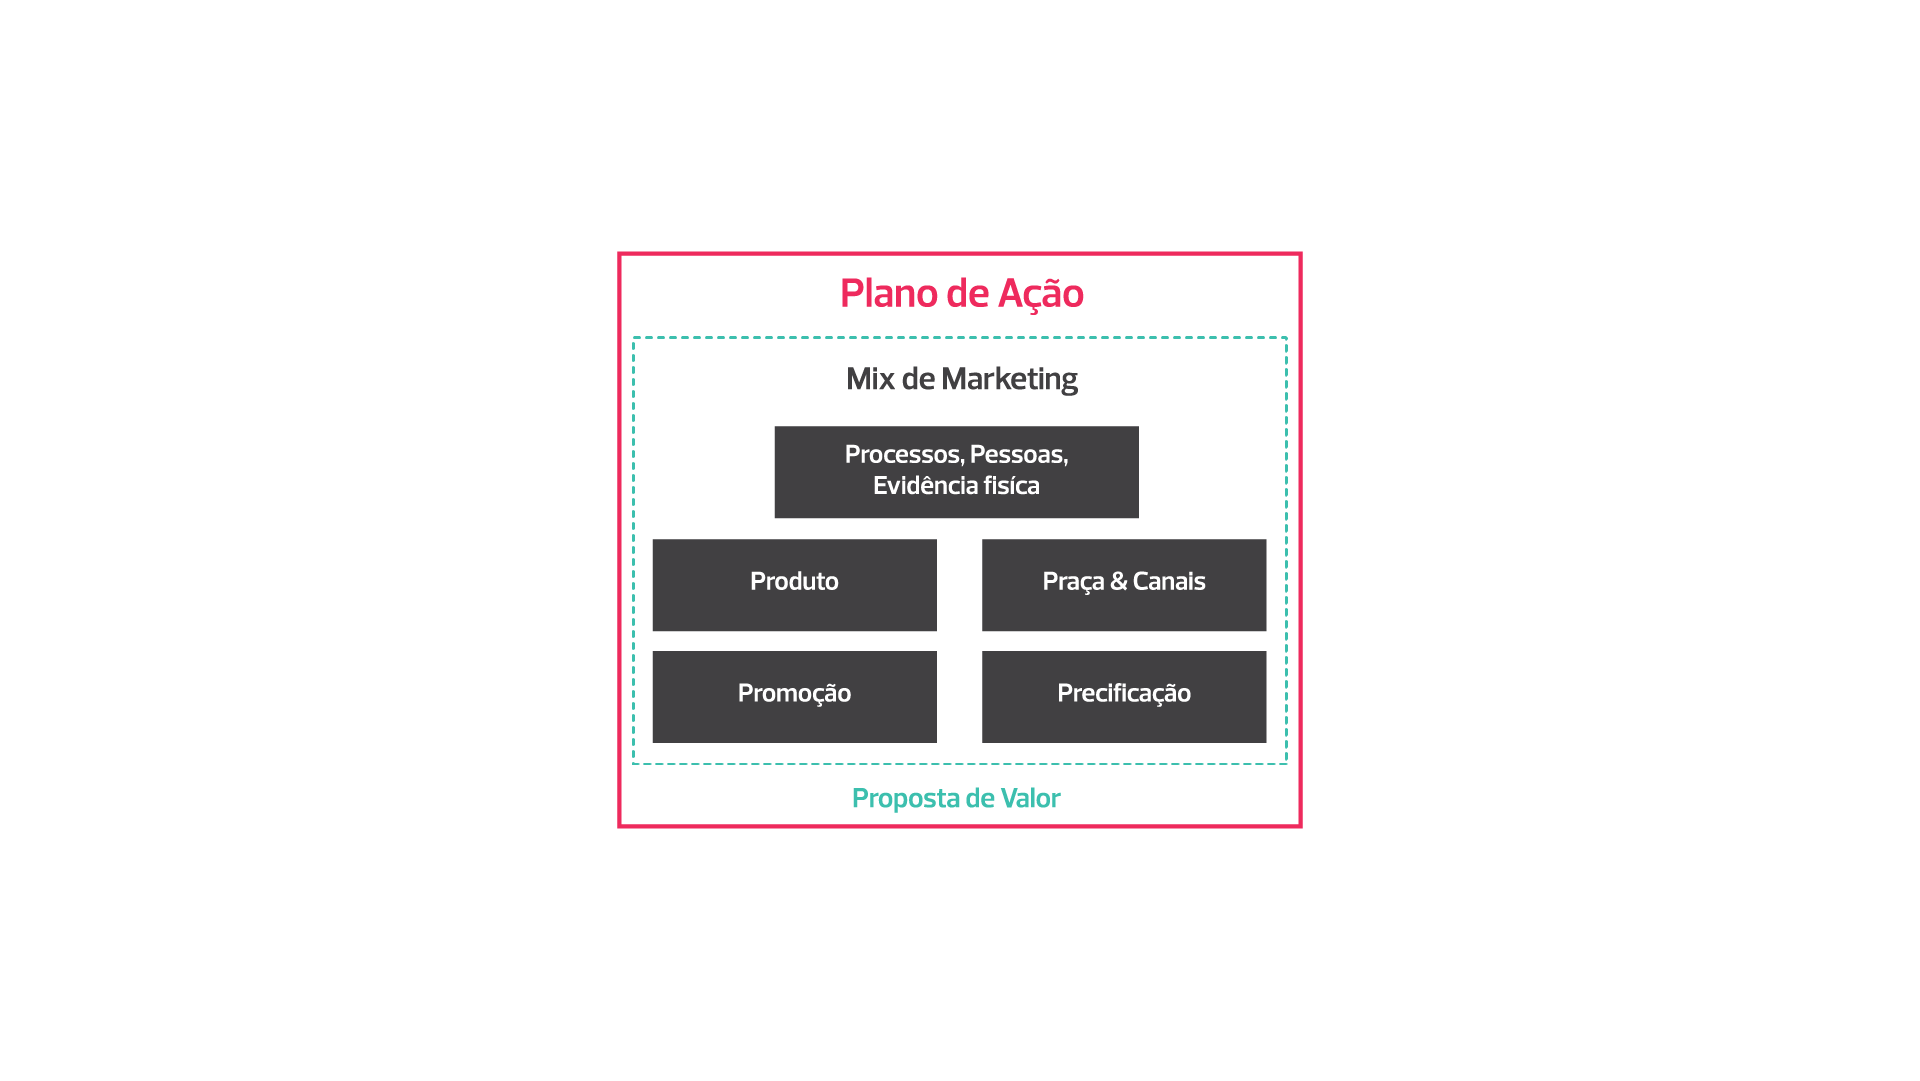 Plano de Ação
Mix de Marketing
Processos, Pessoas,
Evidência fisíca
Produto
Praça & Canais
Promoção
Precificação
Proposta de Valor